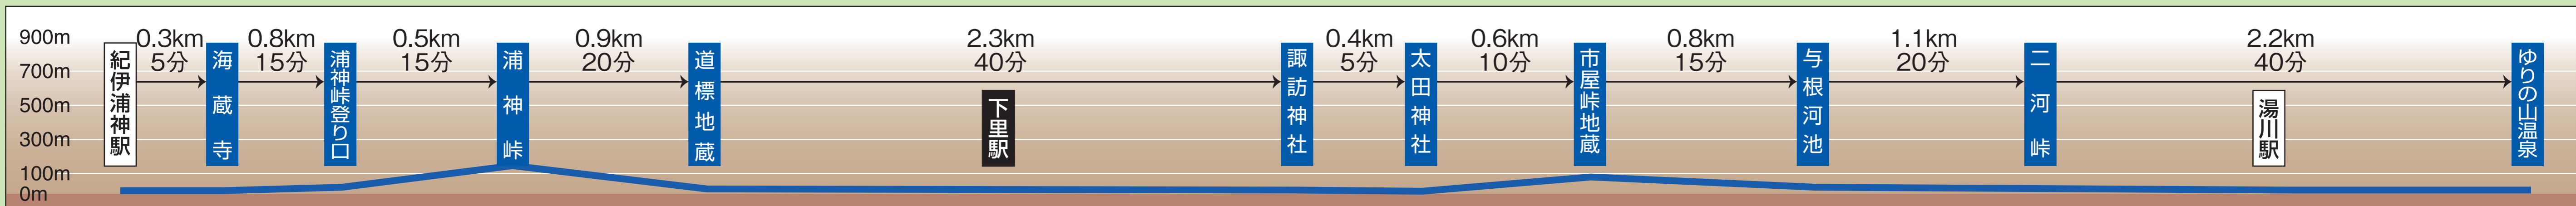 900m
700m
500m
300m
100m
0m
紀伊浦神駅
0.3km
5分
海蔵寺
0.8km
15分
浦神峠登り口
0.5km
15分
浦神峠
0.9km
20分
道標地蔵
2.3km
40分
下里駅
諏訪神社
0.4km
5分
太田神社
0.6km
10分
市屋峠地蔵
0.8km
15分
与根河池
1.1km
20分
二河峠
2.2km
40分
湯川駅
ゆりの山温泉